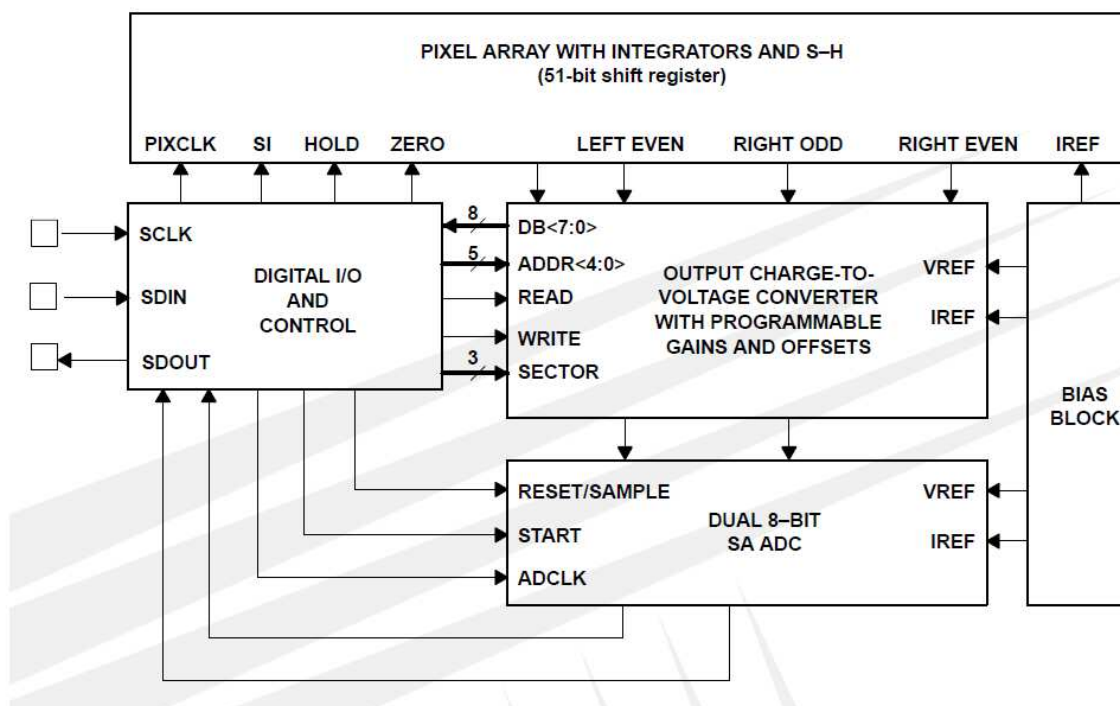 PIXEL ARRAY WITH INTEGRATORS AND S–H
(51-bit shift register)
PIXCLK SI HOLD ZERO LEFT EVEN RIGHT ODD RIGHT EVEN IREF
SCLK
SDIN
SDOUT
DIGITAL I/O
AND
CONTROL
8
5
3
DB<7:0>
ADDR<4:0>
READ
WRITE
SECTOR
OUTPUT CHARGE-TO-
VOLTAGE CONVERTER
WITH PROGRAMMABLE
GAINS AND OFFSETS
VREF
IREF
BIAS
BLOCK
RESET/SAMPLE
START
ADCLK
DUAL 8–BIT
SA ADC
VREF
IREF